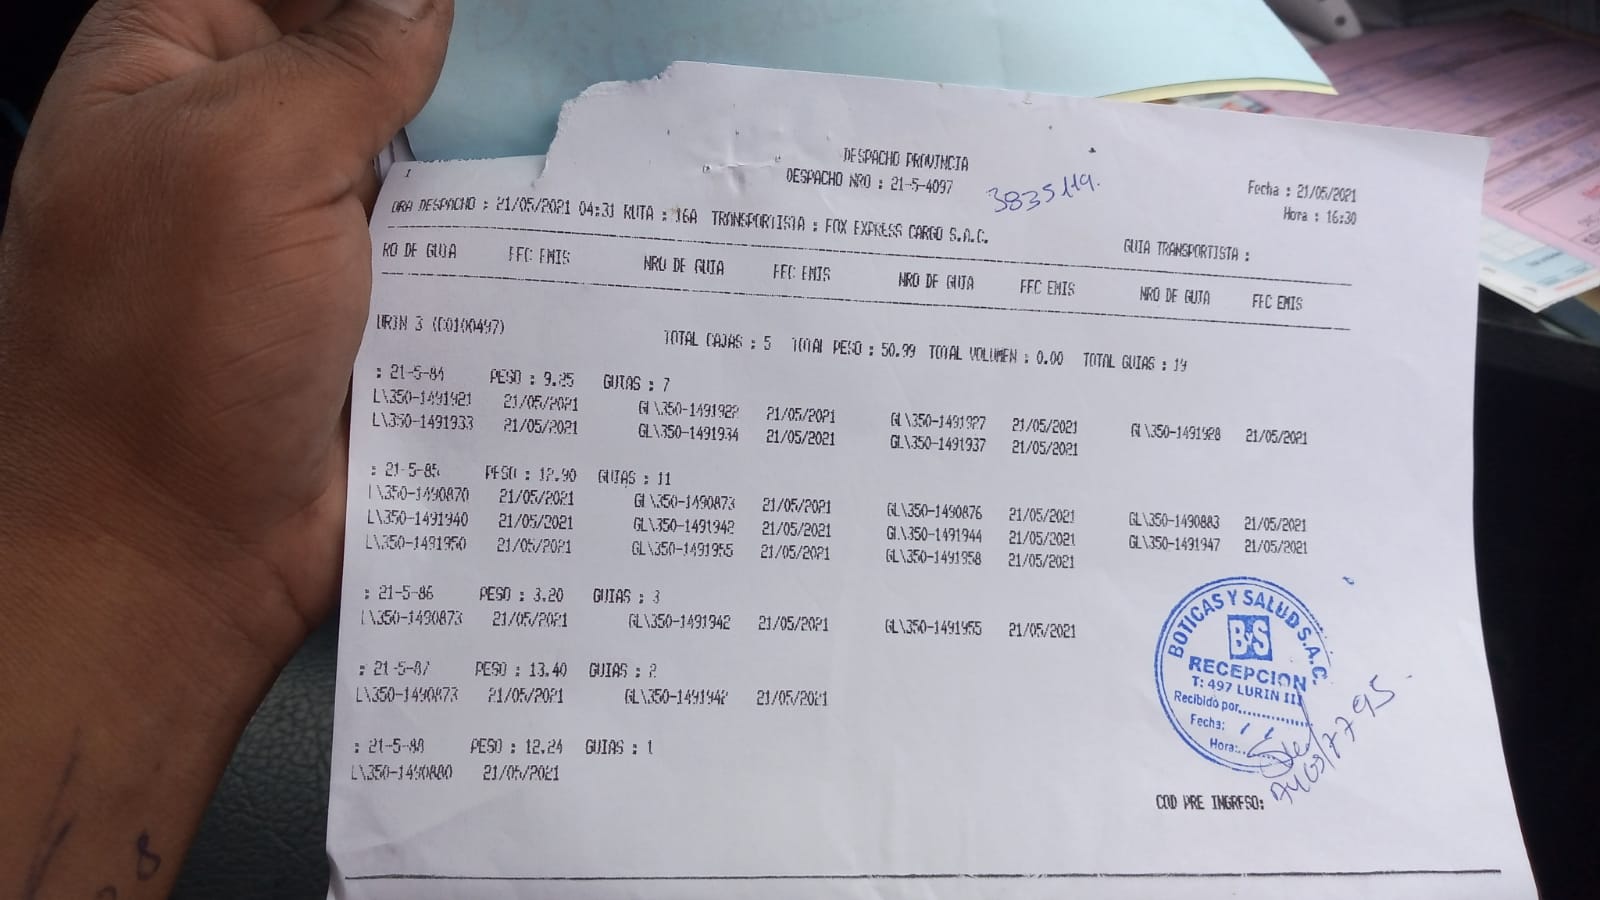 DESPACHO PROVINCIA
DESPACHO NRO : 21-5-4097
3835119.
Fecha : 21/05/2021
Hora : 16:30
ORA DESPACHO : 21/05/2021 04:31 RUTA : 16A TRANSPORTISTA : FOX EXPRESS CARGO S.A.C.
GUIA TRANSPORTISTA :
RO DE GUIA FEC EMIS NRO DE GUIA FEC EMIS NRO DE GUIA FEC EMIS NRO DE GUIA FEC EMIS
URIN 3 (C0100497) TOTAL CAJAS : 5 TOTAL PESO : 50.99 TOTAL VOLUMEN : 0.00 TOTAL GUIAS : 19
: 21-5-84 PESO : 9.25 GUIAS : 7
L\350-1491921 21/05/2021 GL\350-1491922 21/05/2021 GL\350-1491927 21/05/2021 GL\350-1491928 21/05/2021
L\350-1491933 21/05/2021 GL\350-1491934 21/05/2021 GL\350-1491937 21/05/2021
: 21-5-85 PESO : 12.90 GUIAS : 11
L\350-1490870 21/05/2021 GL\350-1490873 21/05/2021 GL\350-1490876 21/05/2021 GL\350-1490883 21/05/2021
L\350-1491940 21/05/2021 GL\350-1491942 21/05/2021 GL\350-1491944 21/05/2021 GL\350-1491947 21/05/2021
L\350-1491950 21/05/2021 GL\350-1491955 21/05/2021 GL\350-1491958 21/05/2021
: 21-5-86 PESO : 3.20 GUIAS : 3
L\350-1490873 21/05/2021 GL\350-1491942 21/05/2021 GL\350-1491955 21/05/2021
: 21-5-87 PESO : 13.40 GUIAS : 2
L\350-1490873 21/05/2021 GL\350-1491942 21/05/2021
: 21-5-88 PESO : 12.24 GUIAS : 1
L\350-1490880 21/05/2021
BOTICAS Y SALUD S.A.C.
B&S
RECEPCION
T: 497 LURIN III
Recibido por
Fecha:
Hora:
COD PRE INGRESO: